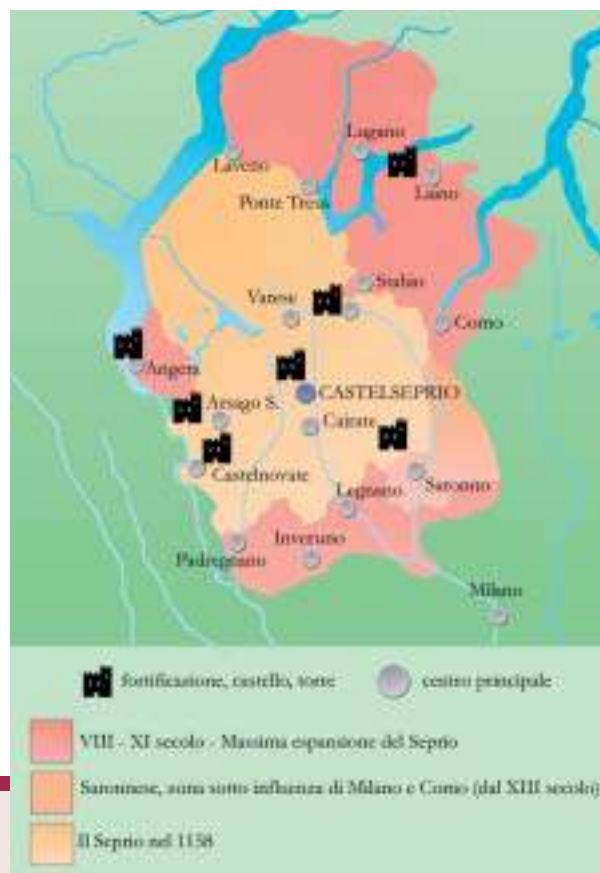 Lugano
Laveno
Laino
Ponte Tresa
Stabio
Varese
Como
Angera
CASTELSEPRIO
Arsago S.
Cairate
Castelnovate
Saronno
Legnano
Inveruno
Padregnano
Milano
fortificazione, castello, torre
centro principale
VIII - XI secolo - Massima espansione del Seprio
Saronnese, zona sotto influenza di Milano e Como (dal XIII secolo)
Il Seprio nel 1158